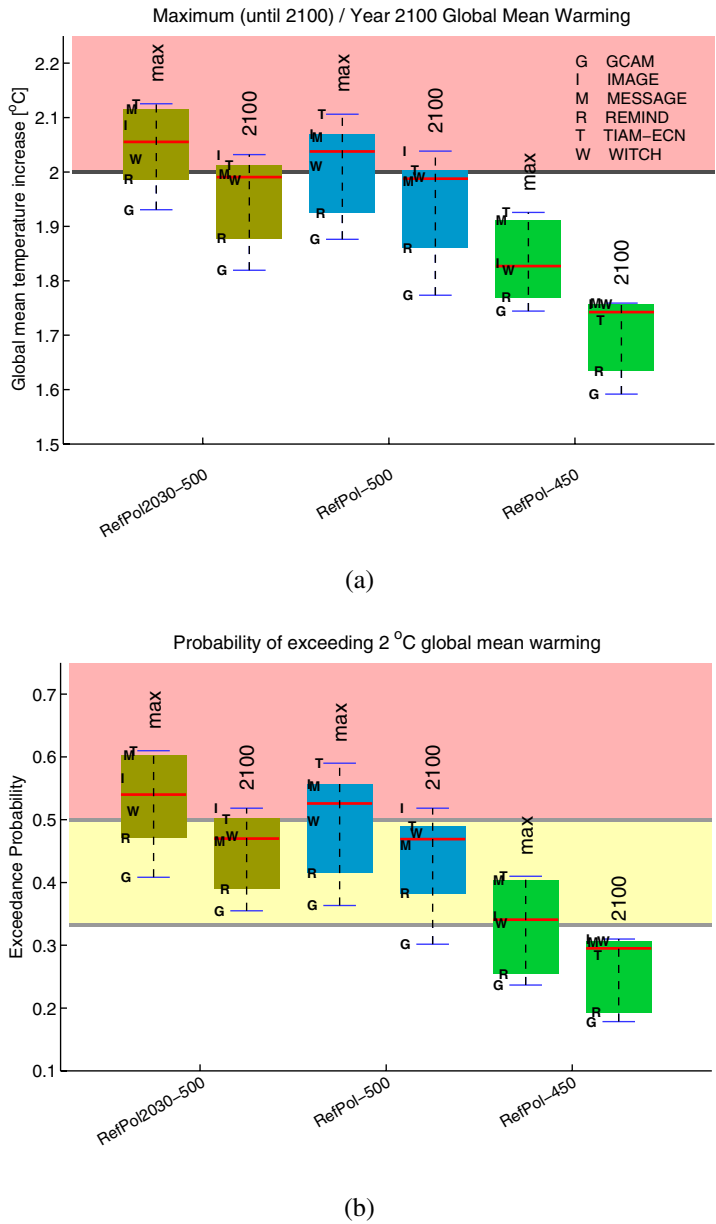 Maximum (until 2100) / Year 2100 Global Mean Warming
Global mean temperature increase [°C]
2.2
2.1
2
1.9
1.8
1.7
1.6
1.5
max
2100
max
2100
max
2100
G GCAM
I IMAGE
M MESSAGE
R REMIND
T TIAM-ECN
W WITCH
T
M
I
W
R
G
I
T
M
W
R
G
T
I
M
W
R
G
I
T
M
W
R
G
T
M
I
W
R
G
I
M
W
T
R
G
RefPol2030-500
RefPol-500
RefPol-450
(a)
Probability of exceeding 2 °C global mean warming
Exceedance Probability
0.7
0.6
0.5
0.4
0.3
0.2
0.1
max
2100
max
2100
max
2100
T
M
I
W
R
G
I
T
W
M
R
G
T
I
M
W
R
G
I
T
W
M
R
G
T
M
I
W
R
G
I
M
W
T
R
G
RefPol2030-500
RefPol-500
RefPol-450
(b)